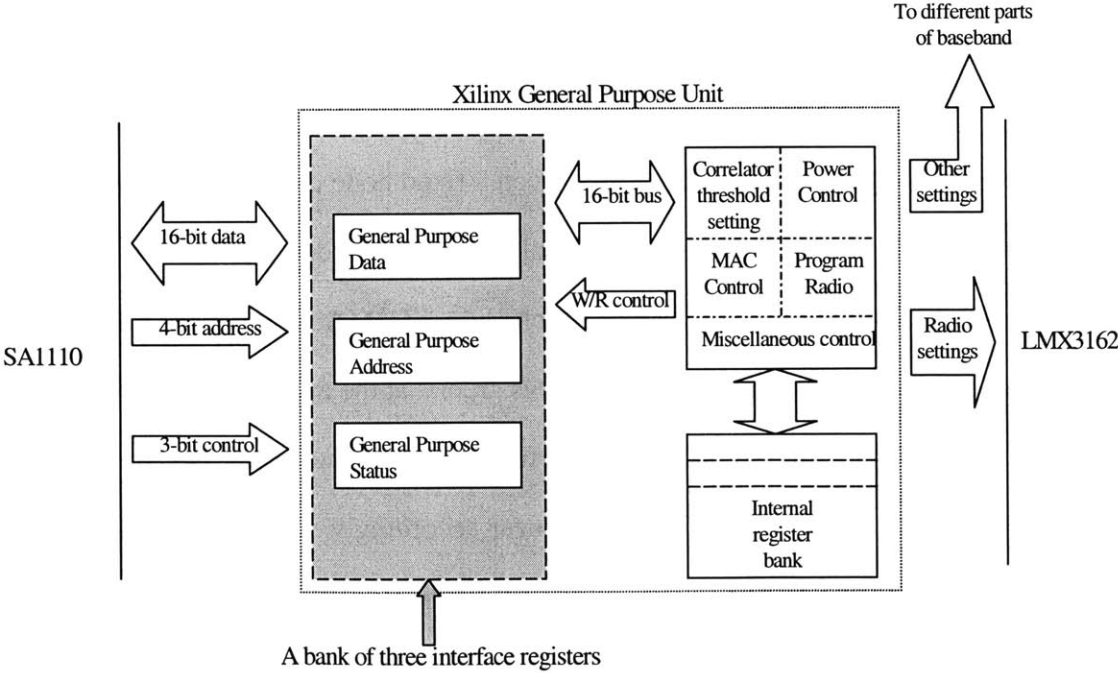 To different parts
of baseband
Xilinx General Purpose Unit
SA1110
16-bit data
4-bit address
3-bit control
General Purpose
Data
General Purpose
Address
General Purpose
Status
16-bit bus
W/R control
Correlator
threshold
setting
Power
Control
MAC
Control
Program
Radio
Miscellaneous control
Internal
register
bank
Other
settings
Radio
settings
LMX3162
A bank of three interface registers